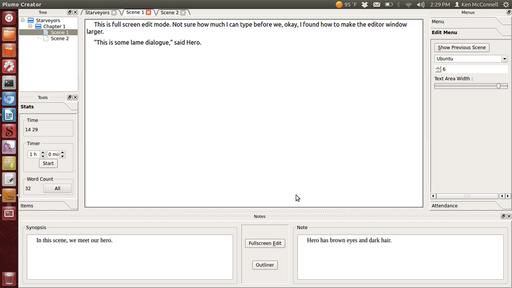 Plume Creator
95 °F
2:29 PM
Ken McConnell
Tree
Starveyors
Chapter 1
Scene 1
Scene 2
Tools
Stats
Time
14 29
Timer
1 h
0 mi
Start
Word Count
32
All
Items
Starveyors
Scene 1
Scene 2
This is full screen edit mode. Not sure how much I can type before we, okay, I found how to make the editor window
larger.
"This is some lame dialogue," said Hero.
Menus
Menu
Edit Menu
Show Previous Scene
Ubuntu
6
Text Area Width :
Attendance
Notes
Synopsis
In this scene, we meet our hero.
Fullscreen Edit
Outliner
Note
Hero has brown eyes and dark hair.